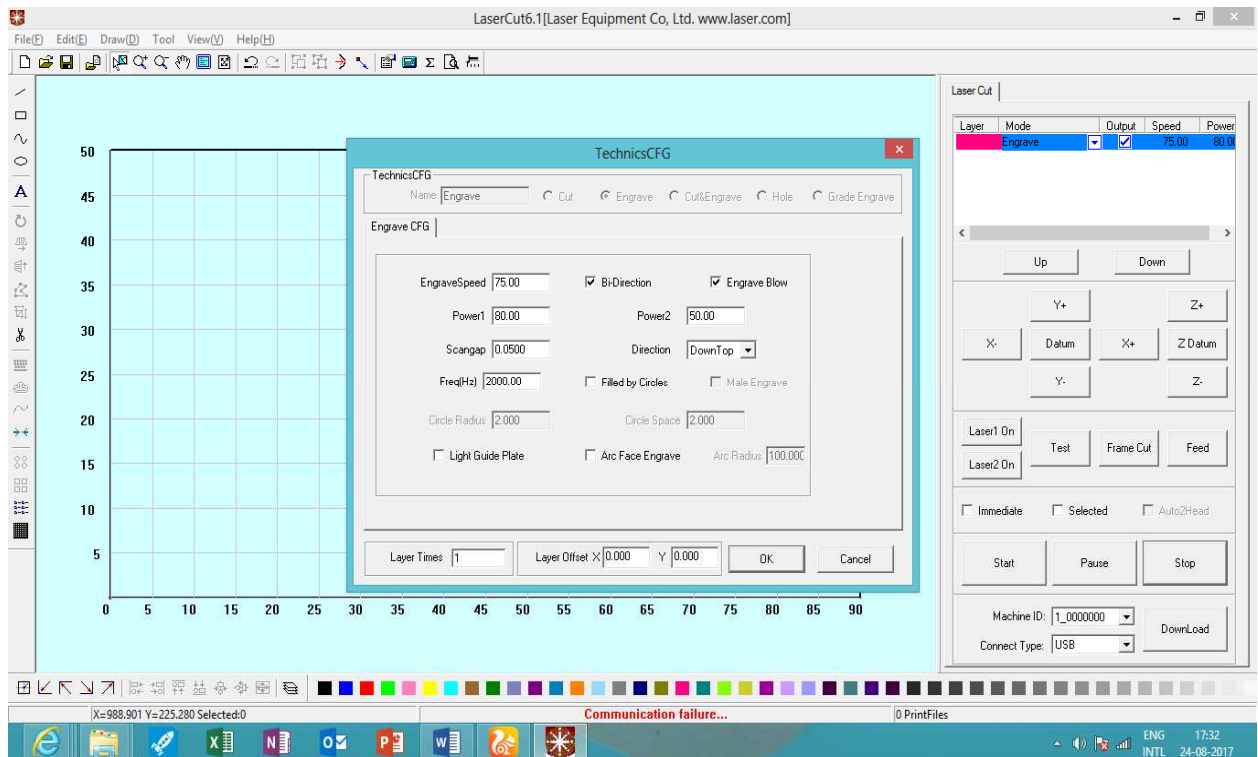 LaserCut6.1[Laser Equipment Co, Ltd. www.laser.com]
File(F) Edit(E) Draw(D) Tool View(V) Help(H)
Laser Cut
Layer Mode Output Speed Power
Engrave 75.00 80.00
Up Down
Y+ Z+
X- Datum X+ Z Datum
Y- Z-
Laser1 On
Laser2 On
Test Frame Cut Feed
Immediate Selected Auto2Head
Start Pause Stop
Machine ID: 1_0000000
Connect Type: USB
DownLoad
TechnicsCFG
TechnicsCFG
Name Engrave Cut Engrave Cut&Engrave Hole Grade Engrave
Engrave CFG
EngraveSpeed 75.00 Bi-Direction Engrave Blow
Power1 80.00 Power2 50.00
Scangap 0.0500 Direction DownTop
Freq(Hz) 2000.00 Filled by Circles Male Engrave
Circle Radius 2.000 Circle Space 2.000
Light Guide Plate Arc Face Engrave Arc Radius 100.000
Layer Times 1 Layer Offset X 0.000 Y 0.000 OK Cancel
50
45
40
35
30
25
20
15
10
5
0 5 10 15 20 25 30 35 40 45 50 55 60 65 70 75 80 85 90
X=988.901 Y=225.280 Selected:0 Communication failure... 0 PrintFiles
ENG 17:32
INTL 24-08-2017